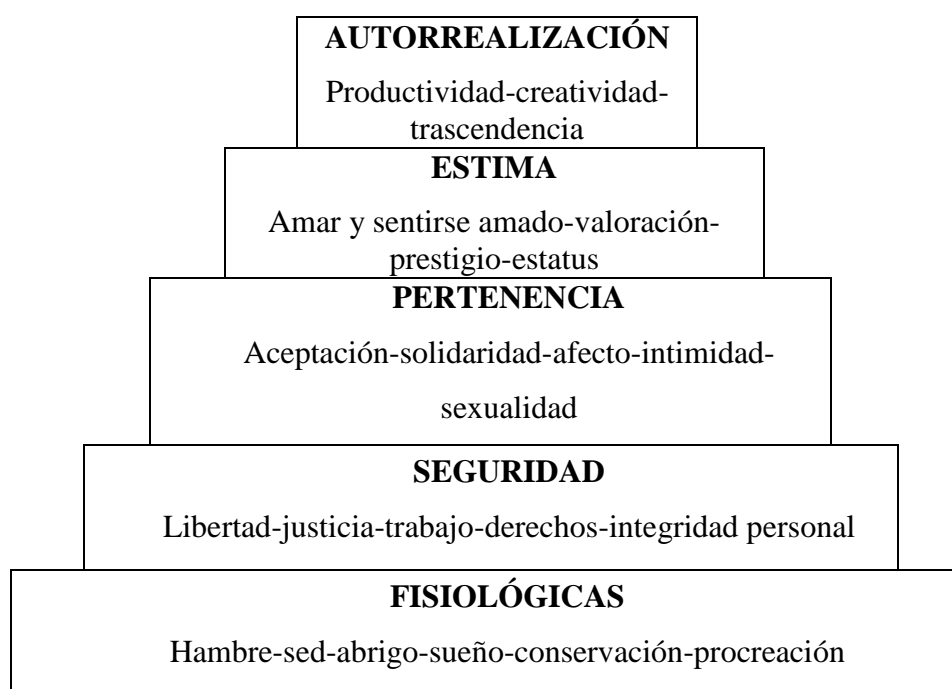 AUTORREALIZACIÓN
Productividad-creatividad-
trascendencia
ESTIMA
Amar y sentirse amado-valoración-
prestigio-estatus
PERTENENCIA
Aceptación-solidaridad-afecto-intimidad-
sexualidad
SEGURIDAD
Libertad-justicia-trabajo-derechos-integridad personal
FISIOLÓGICAS
Hambre-sed-abrigo-sueño-conservación-procreación